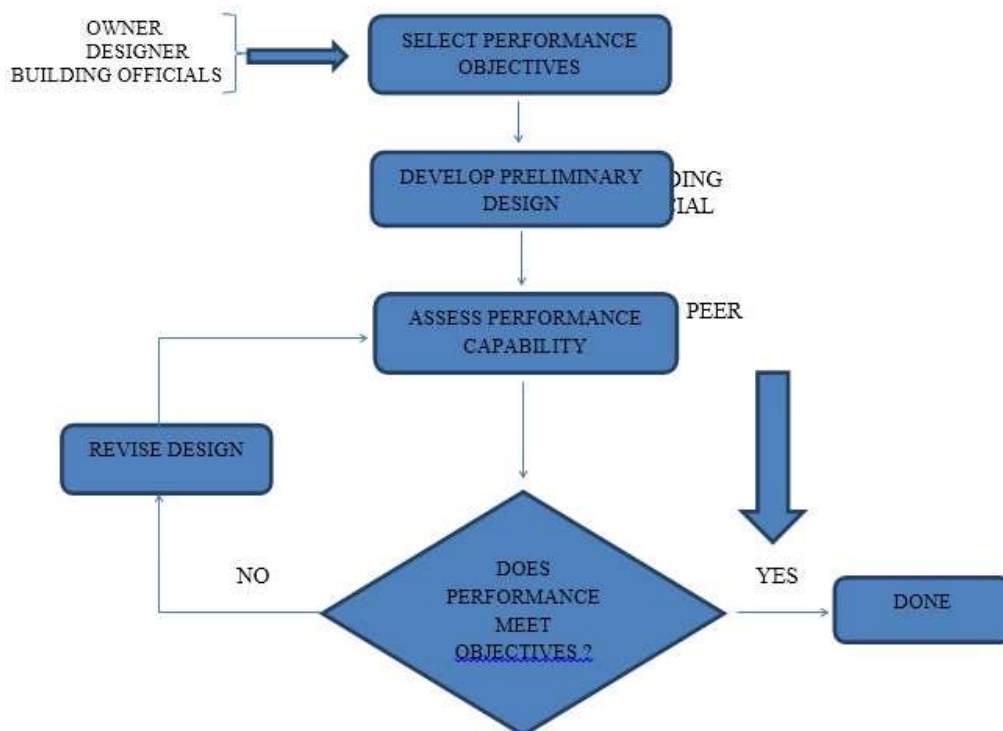 OWNER
DESIGNER
BUILDING OFFICIALS
SELECT PERFORMANCE
OBJECTIVES
DEVELOP PRELIMINARY
DESIGN
ASSESS PERFORMANCE
CAPABILITY
PEER
REVISE DESIGN
NO
DOES
PERFORMANCE
MEET
OBJECTIVES ?
YES
DONE